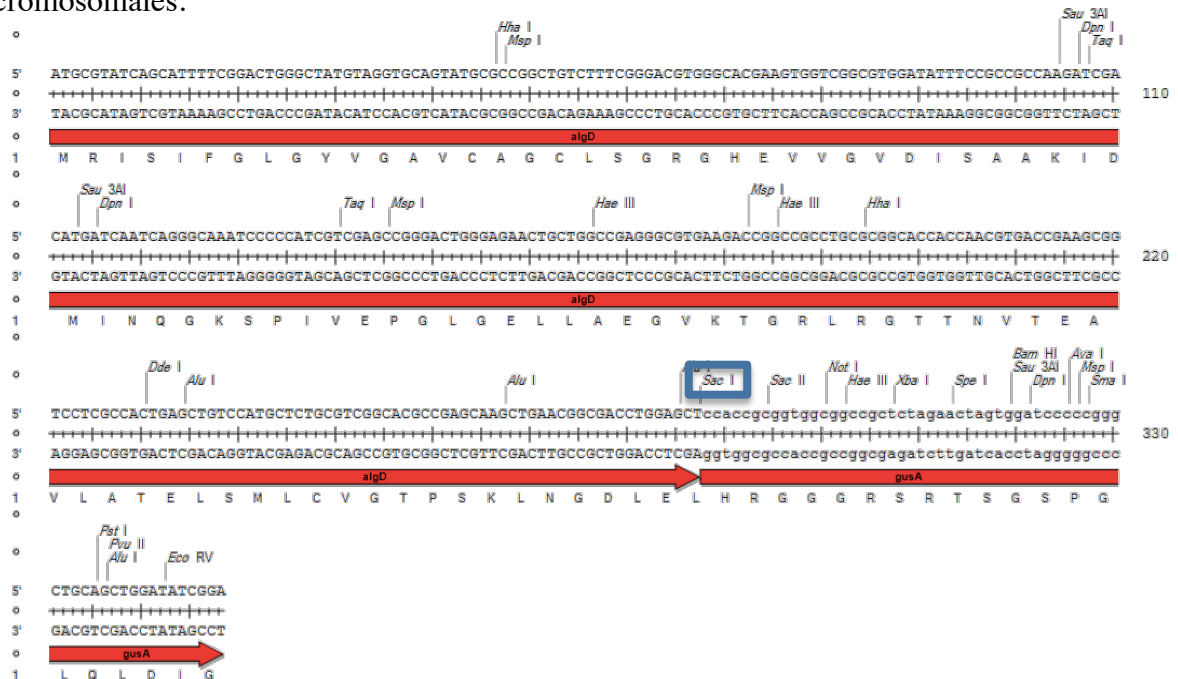 cromosomales.
Sau 3AI
Hha I Dpn I
Msp I Taq I
5' ATGCGTATCAGCATTTTCGGACTGGGCTATGTAGGTGCAGTATGCGCCGGCTGTCTTTCGGGACGTGGGCACGAAGTGGTCGGCGTGGATATTTCCGCCGCCAAGATCGA
110
3' TACGCATAGTCGTAAAAGCCTGACCCGATACATCCACGTCATACGCGGCCGACAGAAAGCCCTGCACCCGTGCTTCACCAGCCGCACCTATAAAGGCGGCGGTTCTAGCT
algD
1 M R I S I F G L G Y V G A V C A G C L S G R G H E V V G V D I S A A K I D
Sau 3AI Msp I
Dpn I Taq I Msp I Hae III Hae III Hha I
5' CATGATCAATCAGGGCAAATCCCCCATCGTCGAGCCGGGACTGGGAGAACTGCTGGCCGAGGGCGTGAAGACCGGCCGCCTGCGCGGCACCACCAACGTGACCGAAGCGG
220
3' GTACTAGTTAGTCCCGTTTAGGGGGTAGCAGCTCGGCCCTGACCCTCTTGACGACCGGCTCCCGCACTTCTGGCCGGCGGACGCGCCGTGGTGGTTGCACTGGCTTCGCC
algD
1 M I N Q G K S P I V E P G L G E L L A E G V K T G R L R G T T N V T E A
Bam HI Ava I
Dde I Not I Sau 3AI Msp I
Alu I Alu I Sac I Sac II Hae III Xba I Spe I Dpn I Sma I
5' TCCTCGCCACTGAGCTGTCCATGCTCTGCGTCGGCACGCCGAGCAAGCTGAACGGCGACCTGGAGCTccaccgcggtggcggccgctctagaactagtggatcccccggg
330
3' AGGAGCGGTGACTCGACAGGTACGAGACGCAGCCGTGCGGCTCGTTCGACTTGCCGCTGGACCTCGAggtggcgccaccgccggcgagatcttgatcacctagggggccc
algD gusA
1 V L A T E L S M L C V G T P S K L N G D L E L H R G G G R S R T S G S P G
Pst I
Pvu II
Alu I Eco RV
5' CTGCAGCTGGATATCGGA
3' GACGTCGACCTATAGCCT
gusA
1 L Q L D I G